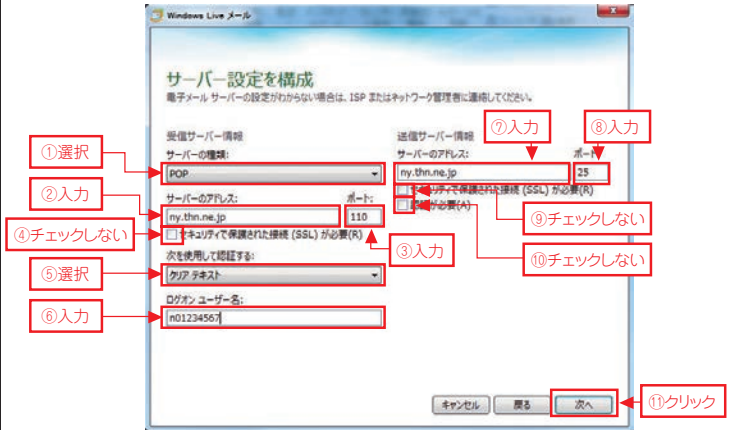 Windows Live メール
サーバー設定を構成
電子メール サーバーの設定がわからない場合は、ISP またはネットワーク管理者に連絡してください。
受信サーバー情報
サーバーの種類:
POP
サーバーのアドレス:
ポート:
ny.thn.ne.jp
110
セキュリティで保護された接続 (SSL) が必要(R)
次を使用して認証する:
クリア テキスト
ログオン ユーザー名:
n01234567
送信サーバー情報
サーバーのアドレス:
ポート:
ny.thn.ne.jp
25
セキュリティで保護された接続 (SSL) が必要(R)
認証が必要(A)
キャンセル
戻る
次へ
①選択
②入力
③入力
④チェックしない
⑤選択
⑥入力
⑦入力
⑧入力
⑨チェックしない
⑩チェックしない
⑪クリック